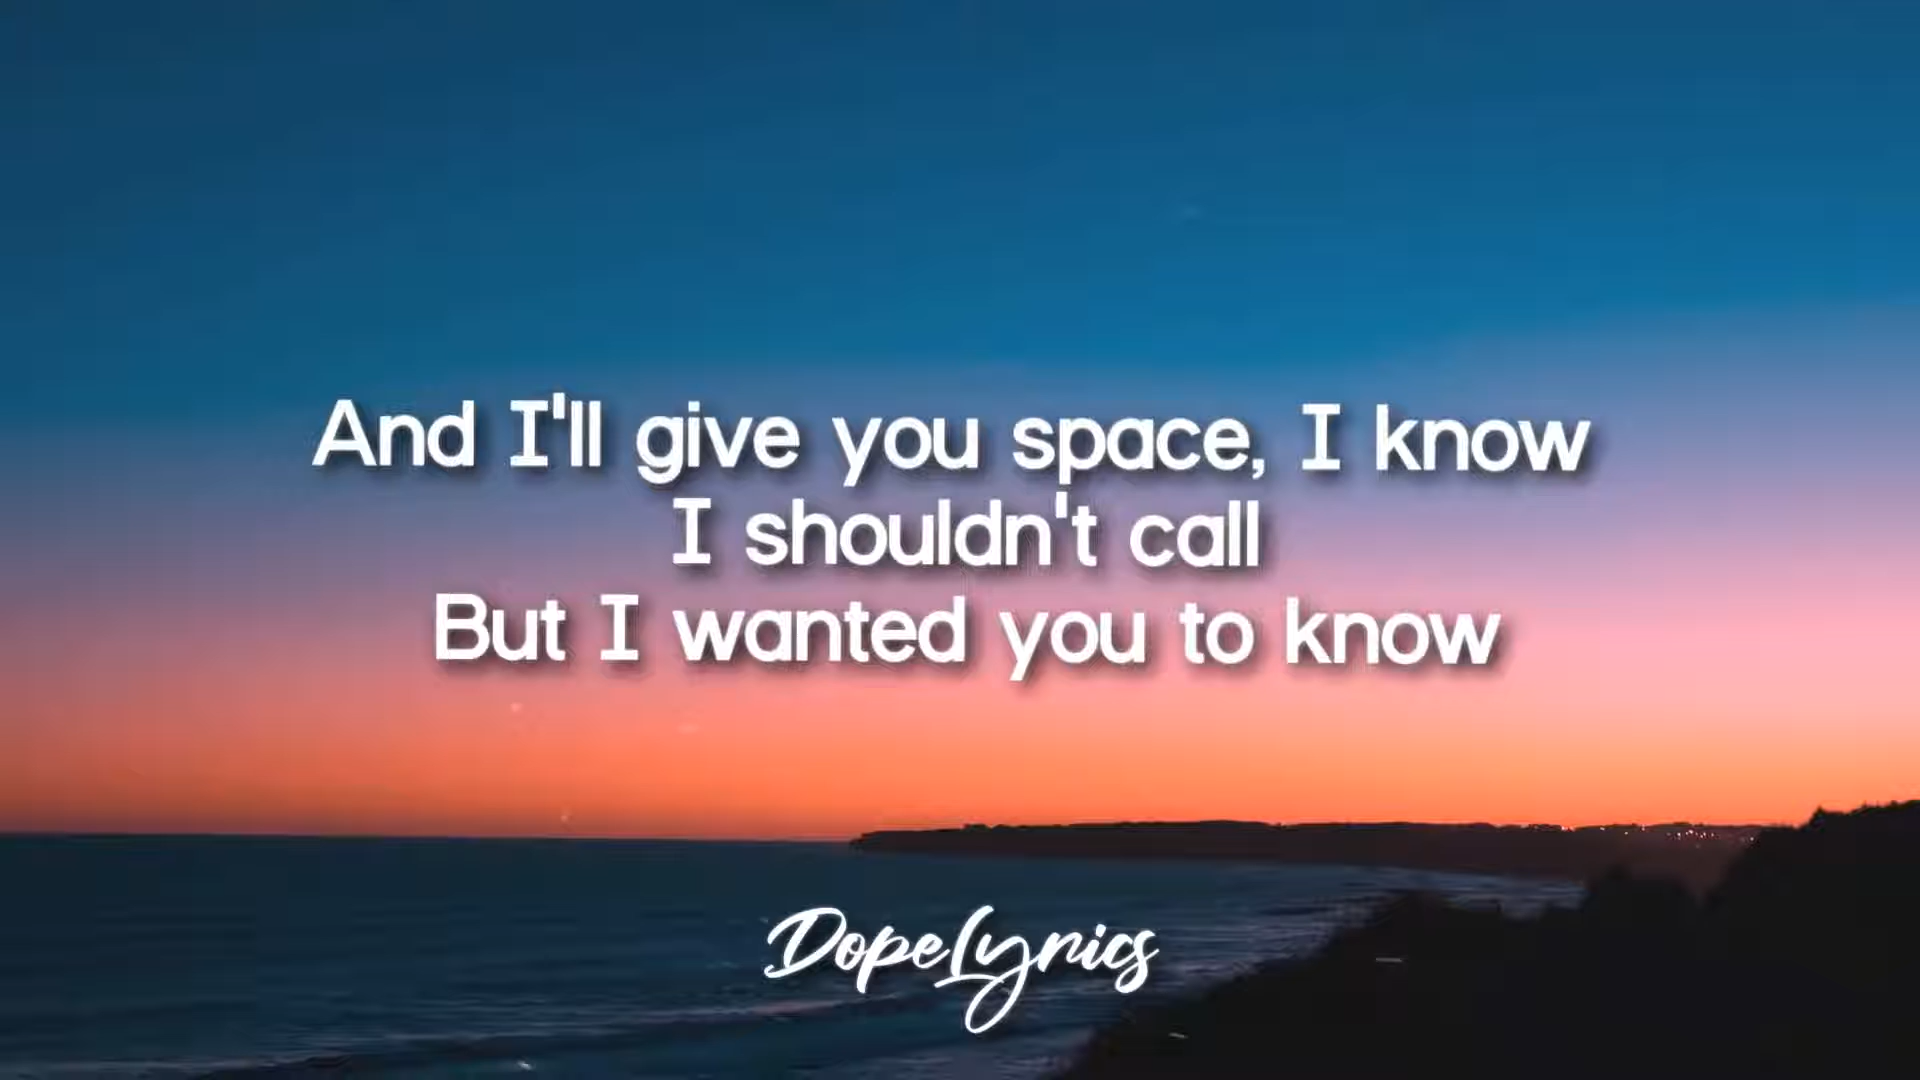 And I'll give you space, I know
I shouldn't call
But I wanted you to know
DopeLyrics